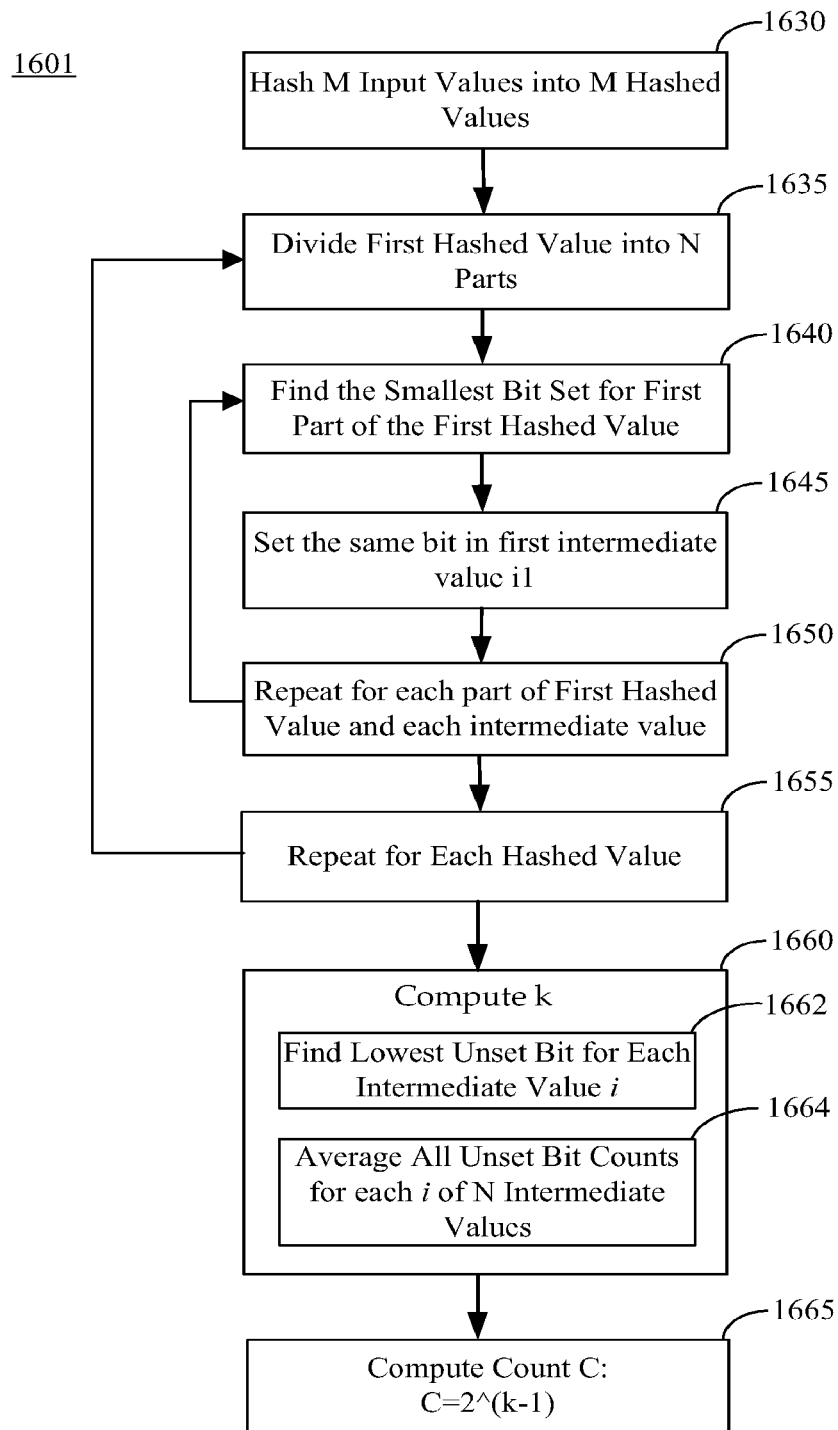 1601
1630
Hash M Input Values into M Hashed
Values
1635
Divide First Hashed Value into N
Parts
1640
Find the Smallest Bit Set for First
Part of the First Hashed Value
1645
Set the same bit in first intermediate
value i1
1650
Repeat for each part of First Hashed
Value and each intermediate value
1655
Repeat for Each Hashed Value
1660
Compute k
1662
Find Lowest Unset Bit for Each
Intermediate Value i
1664
Average All Unset Bit Counts
for each i of N Intermediate
Values
1665
Compute Count C:
C=2^(k-1)